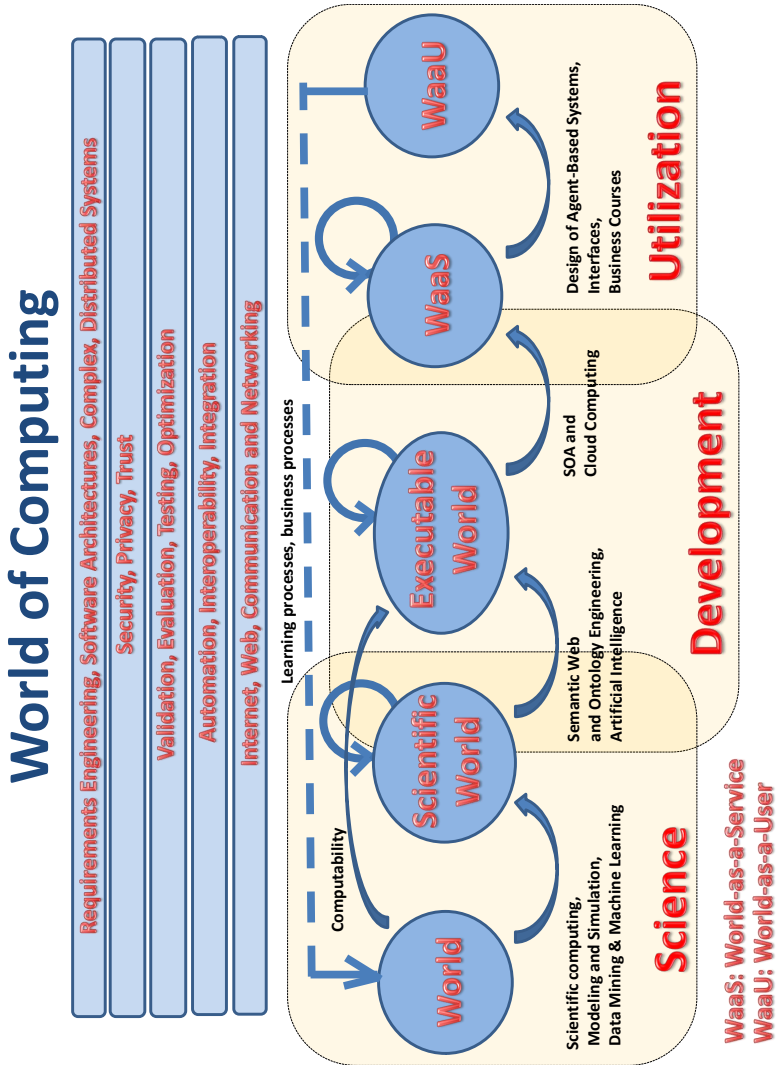 World of Computing
Requirements Engineering, Software Architectures, Complex, Distributed Systems
Security, Privacy, Trust
Validation, Evaluation, Testing, Optimization
Automation, Interoperability, Integration
Internet, Web, Communication and Networking
Learning processes, business processes
Computability
World
Scientific
World
Executable
World
WaaS
WaaU
Scientific computing,
Modeling and Simulation,
Data Mining & Machine Learning
Semantic Web
and Ontology Engineering,
Artificial Intelligence
SOA and
Cloud Computing
Design of Agent-Based Systems,
Interfaces,
Business Courses
Science
Development
Utilization
WaaS: World-as-a-Service
WaaU: World-as-a-User